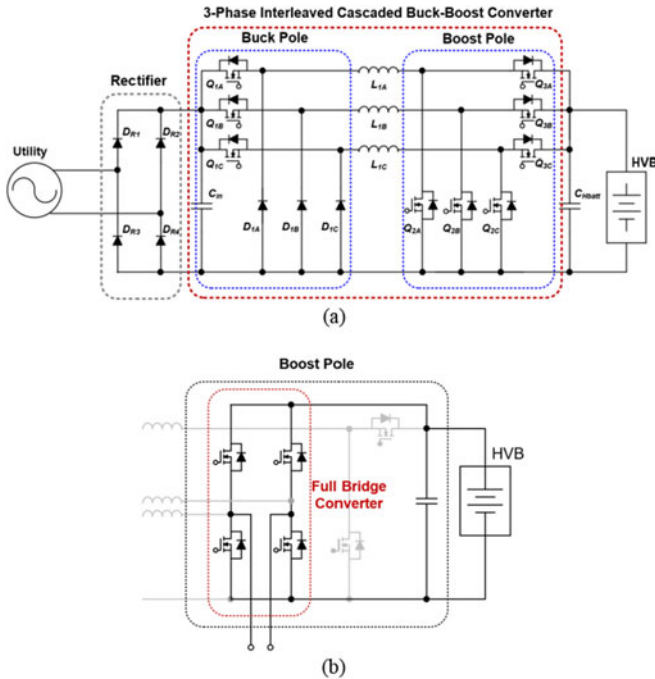 3-Phase Interleaved Cascaded Buck-Boost Converter
Buck Pole
Boost Pole
Rectifier
Utility
Q1A
Q1B
Q1C
L1A
L1B
L1C
Q3A
Q3B
Q3C
DR1
DR2
DR3
DR4
Cin
D1A
D1B
D1C
Q2A
Q2B
Q2C
CHbatt
HVB
(a)
Boost Pole
HVB
Full Bridge
Converter
(b)